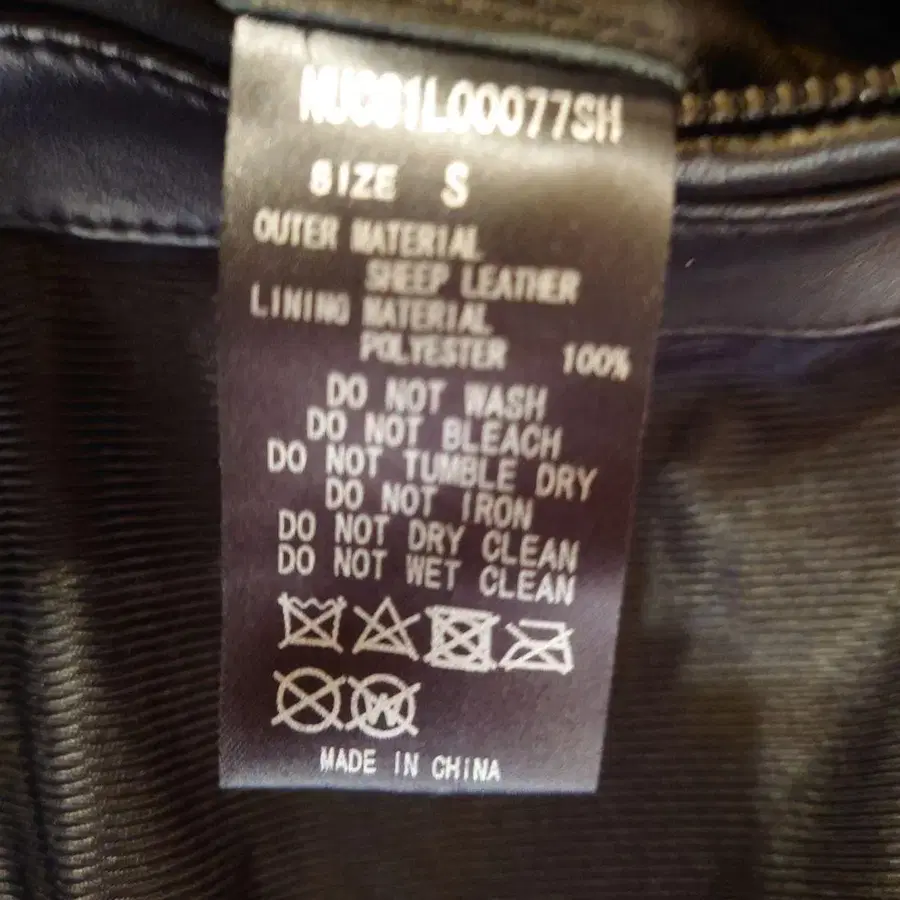 SIZE S
OUTER MATERIAL
SHEEP LEATHER
LINING MATERIAL
POLYESTER 100%
DO NOT WASH
DO NOT BLEACH
DO NOT TUMBLE DRY
DO NOT IRON
DO NOT DRY CLEAN
DO NOT WET CLEAN
W
MADE IN CHINA